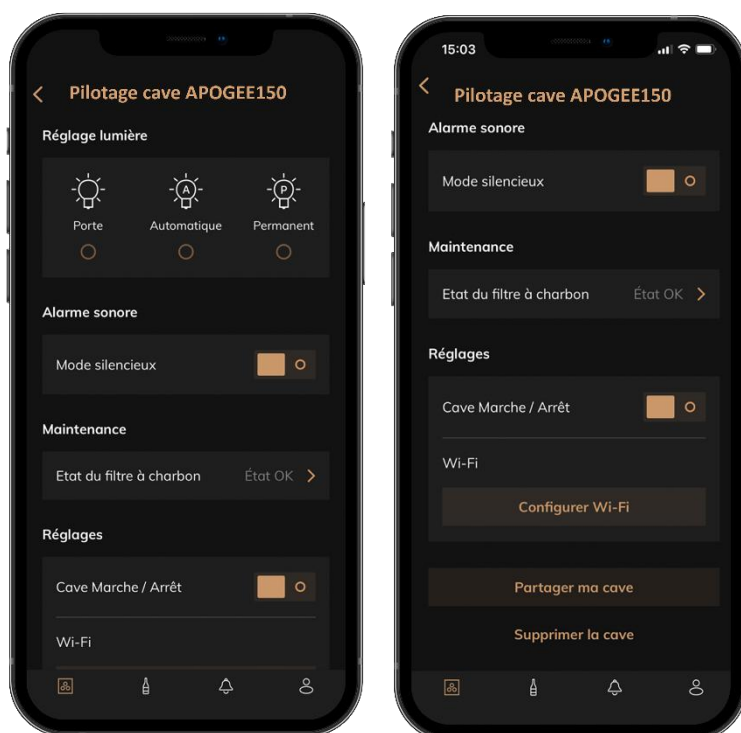 Pilotage cave APOGEE150
Réglage lumière
A
P
Porte
Automatique
Permanent
Alarme sonore
Mode silencieux
Maintenance
Etat du filtre à charbon
État OK
Réglages
Cave Marche / Arrêt
Wi-Fi
15:03
Pilotage cave APOGEE150
Alarme sonore
Mode silencieux
Maintenance
Etat du filtre à charbon
État OK
Réglages
Cave Marche / Arrêt
Wi-Fi
Configurer Wi-Fi
Partager ma cave
Supprimer la cave